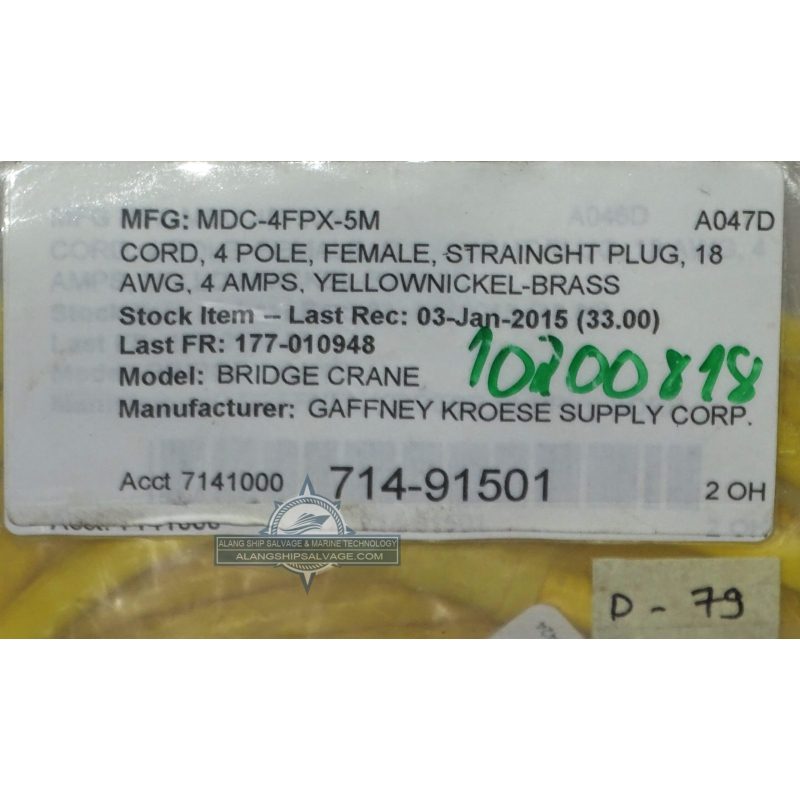 MFG: MDC-4FPX-5M A047D
CORD, 4 POLE, FEMALE, STRAINGHT PLUG, 18
AWG, 4 AMPS, YELLOWNICKEL-BRASS
Stock Item -- Last Rec: 03-Jan-2015 (33.00)
Last FR: 177-010948
10200818
Model: BRIDGE CRANE
Manufacturer: GAFFNEY KROESE SUPPLY CORP.
Acct 7141000 714-91501 2 OH
ALANG SHIP SALVAGE & MARINE TECHNOLOGY
ALANGSHIPSALVAGE.COM
D - 79